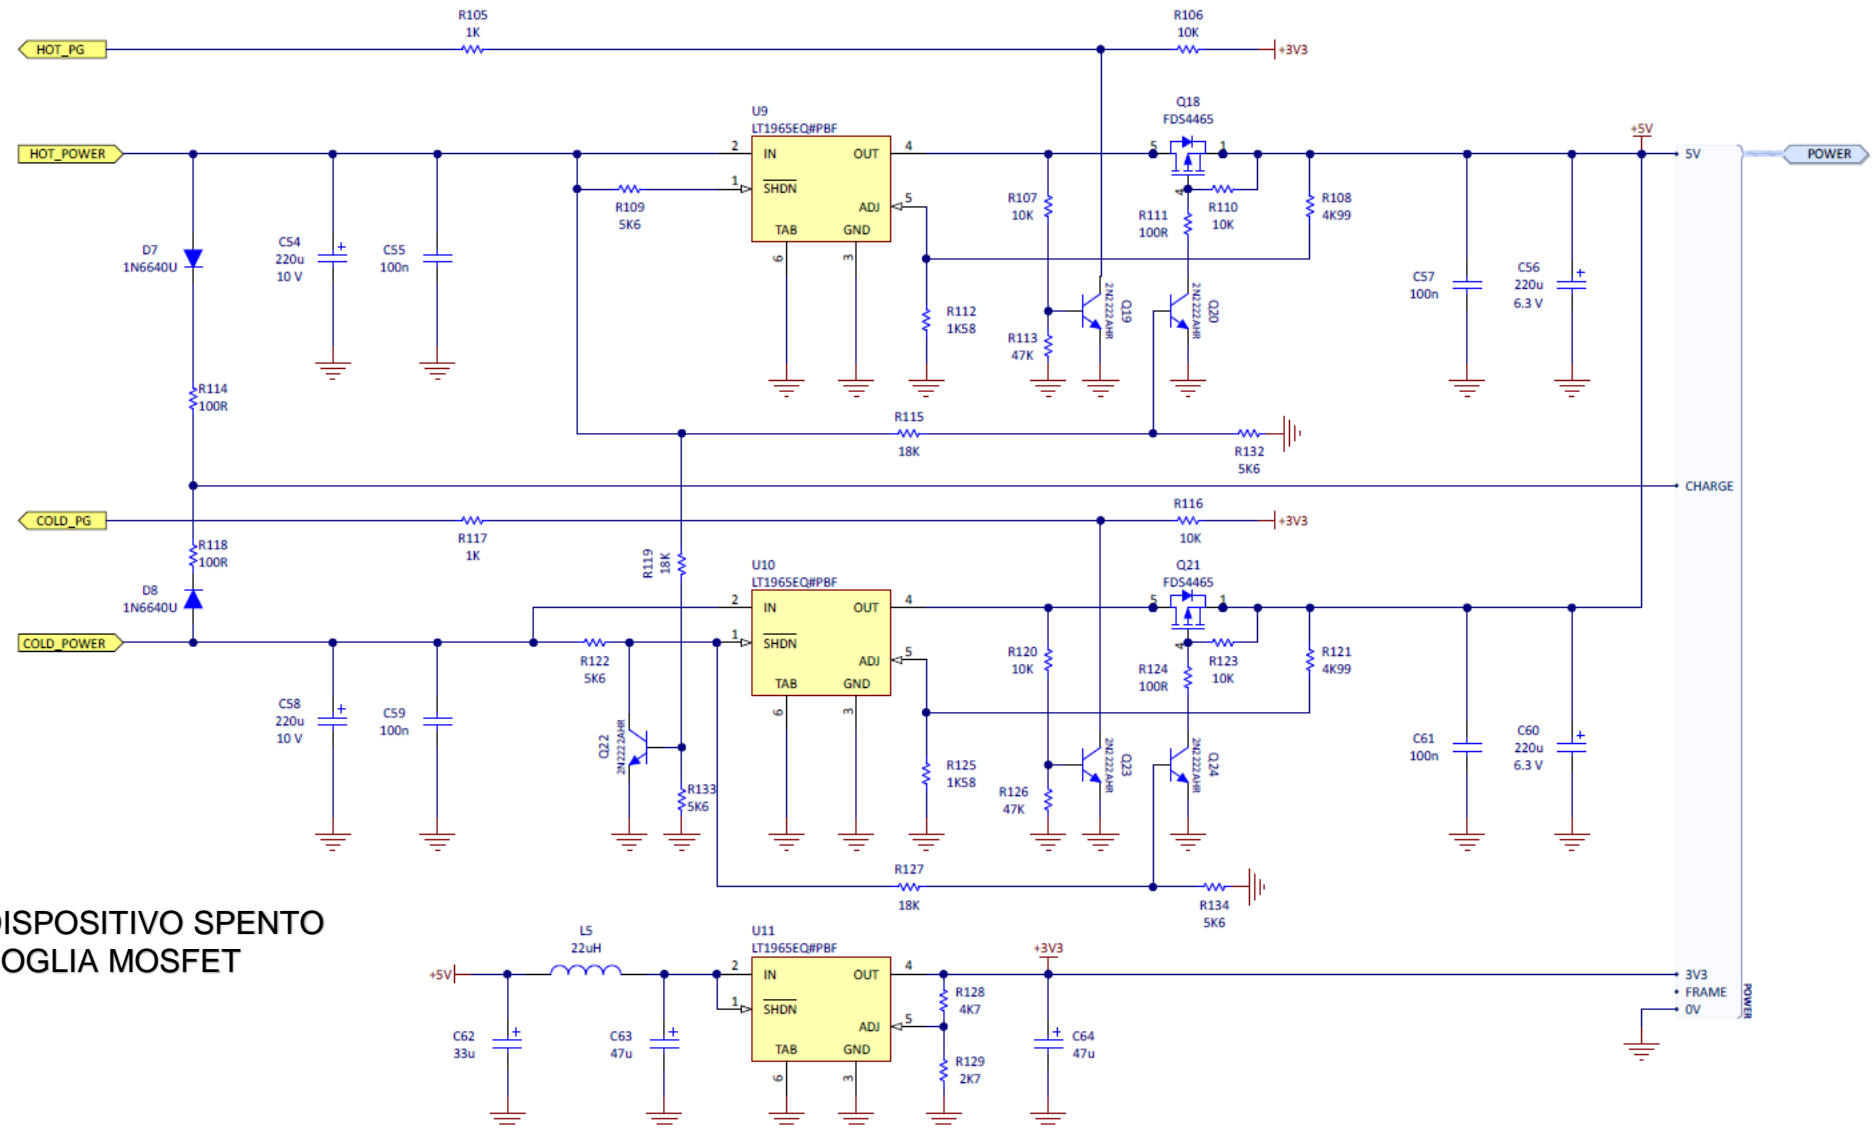 R105
1K
R106
10K
HOT_PG
+3V3
U9
LT1965EQ#PBF
Q18
FDS4465
+5V
HOT_POWER
2
IN
OUT
4
5
1
5V
POWER
1
SHDN
R109
5K6
ADJ
5
4
R107
10K
R111
100R
R110
10K
R108
4K99
TAB
GND
6
3
D7
1N6640U
C54
220u
10 V
C55
100n
C57
100n
C56
220u
6.3 V
R112
1K58
2N2222AHR
Q19
2N2222AHR
Q20
R113
47K
R114
100R
R115
18K
R132
5K6
CHARGE
COLD_PG
R117
1K
R116
10K
+3V3
R118
100R
R119
18K
U10
LT1965EQ#PBF
Q21
FDS4465
D8
1N6640U
2
IN
OUT
4
5
1
COLD_POWER
1
SHDN
R122
5K6
ADJ
5
4
R120
10K
R124
100R
R123
10K
R121
4K99
TAB
GND
6
3
C58
220u
10 V
C59
100n
Q22
2N2222AHR
R133
5K6
R125
1K58
2N2222AHR
Q23
2N2222AHR
Q24
R126
47K
C61
100n
C60
220u
6.3 V
R127
18K
R134
5K6
DISPOSITIVO SPENTO
OGLIA MOSFET
L5
22uH
U11
LT1965EQ#PBF
+3V3
+5V
2
IN
OUT
4
3V3
1
SHDN
R128
4K7
FRAME
POWER
0V
ADJ
5
C62
33u
C63
47u
C64
47u
TAB
GND
6
3
R129
2K7